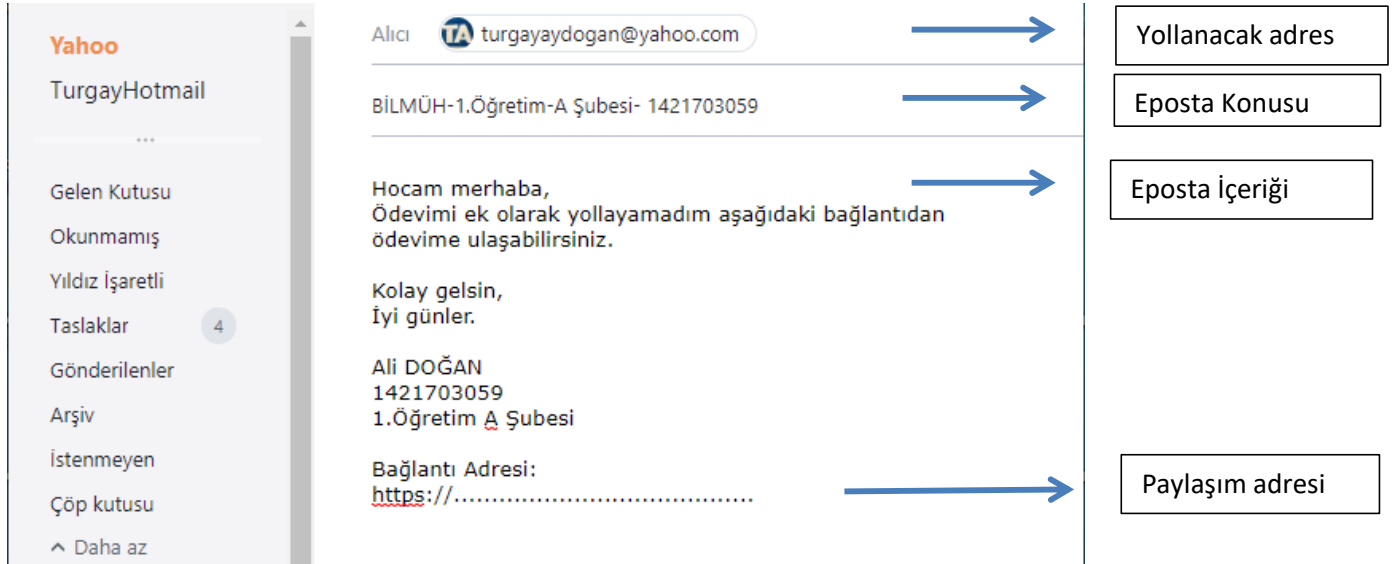 Yahoo
TurgayHotmail
...
Gelen Kutusu
Okunmamış
Yıldız İşaretli
Taslaklar 4
Gönderilenler
Arşiv
İstenmeyen
Çöp kutusu
Daha az
Alıcı TA turgayaydogan@yahoo.com
BİLMÜH-1.Öğretim-A Şubesi- 1421703059
Hocam merhaba,
Ödevimi ek olarak yollayamadım aşağıdaki bağlantıdan
ödevime ulaşabilirsiniz.
Kolay gelsin,
İyi günler.
Ali DOĞAN
1421703059
1.Öğretim A Şubesi
Bağlantı Adresi:
https://........................................
Yollanacak adres
Eposta Konusu
Eposta İçeriği
Paylaşım adresi